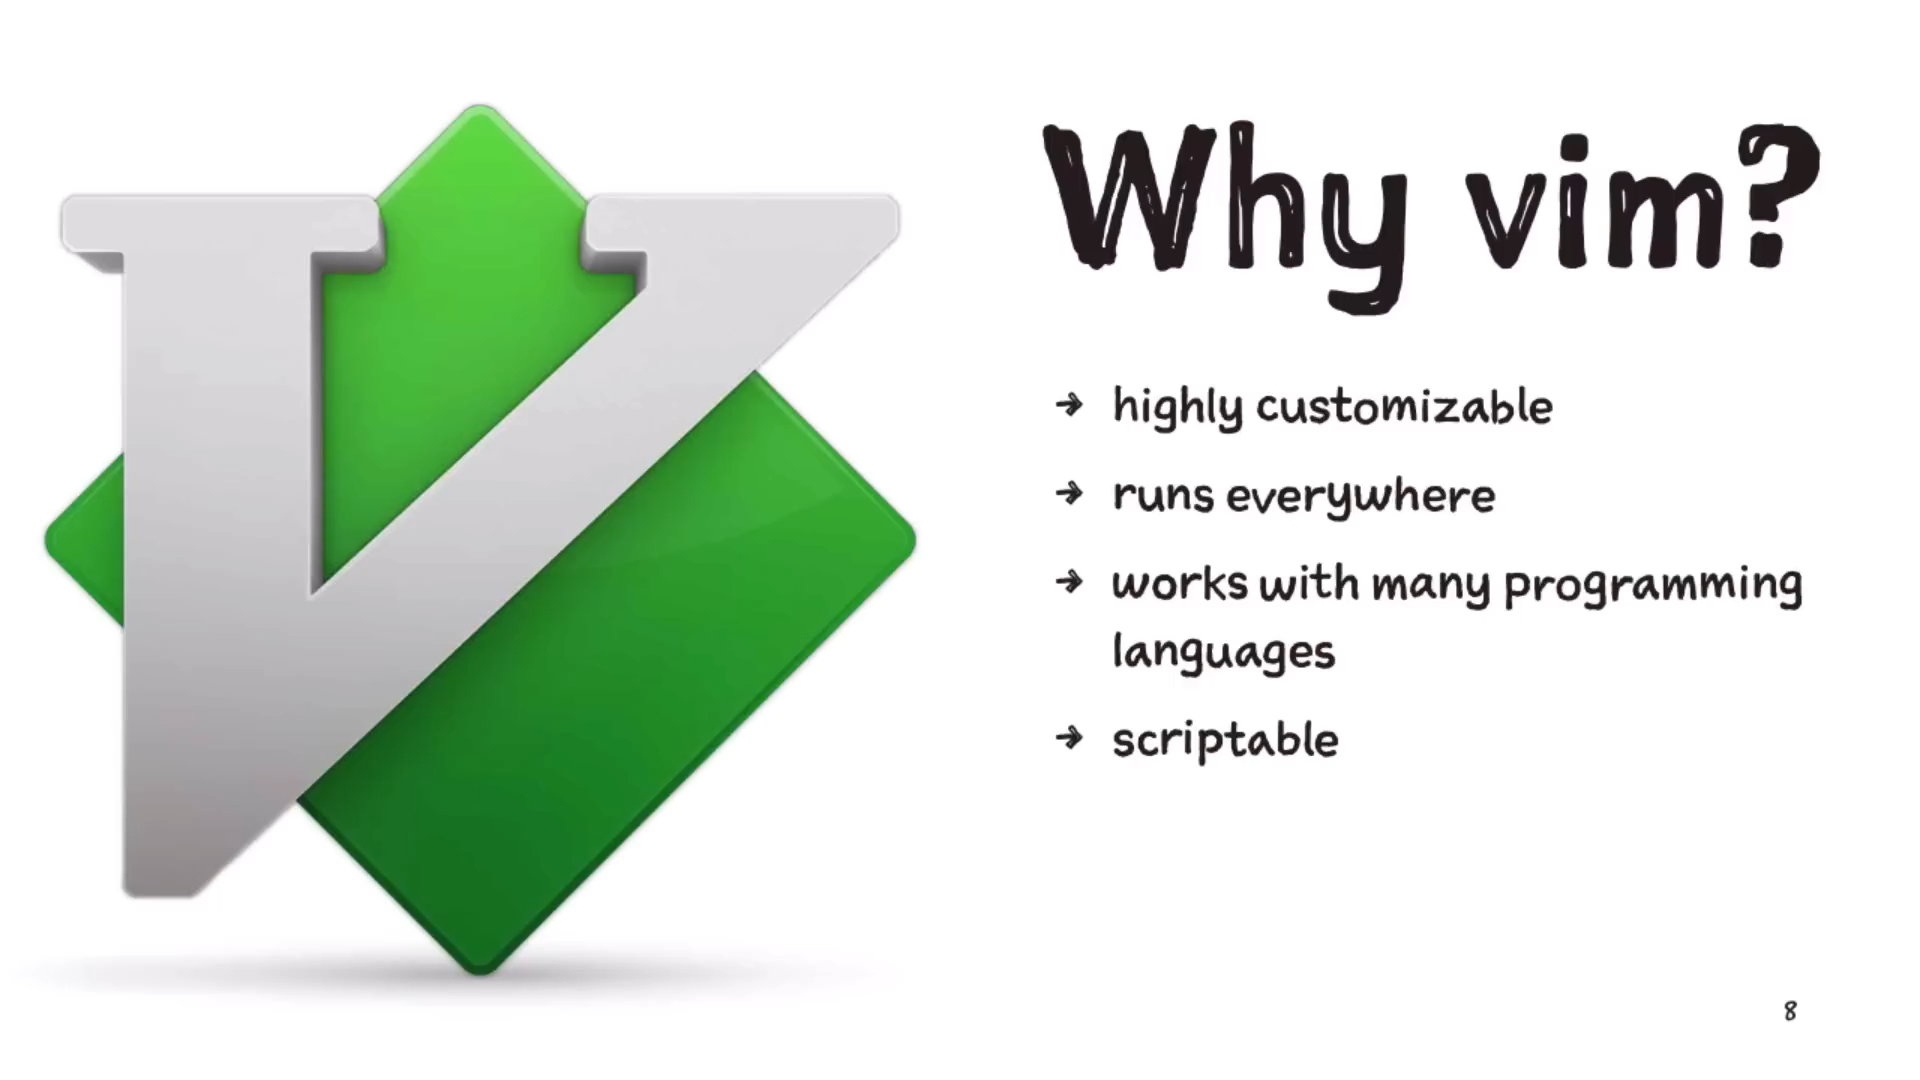 Why vim?
→ highly customizable
→ runs everywhere
→ works with many programming
languages
→ scriptable
8